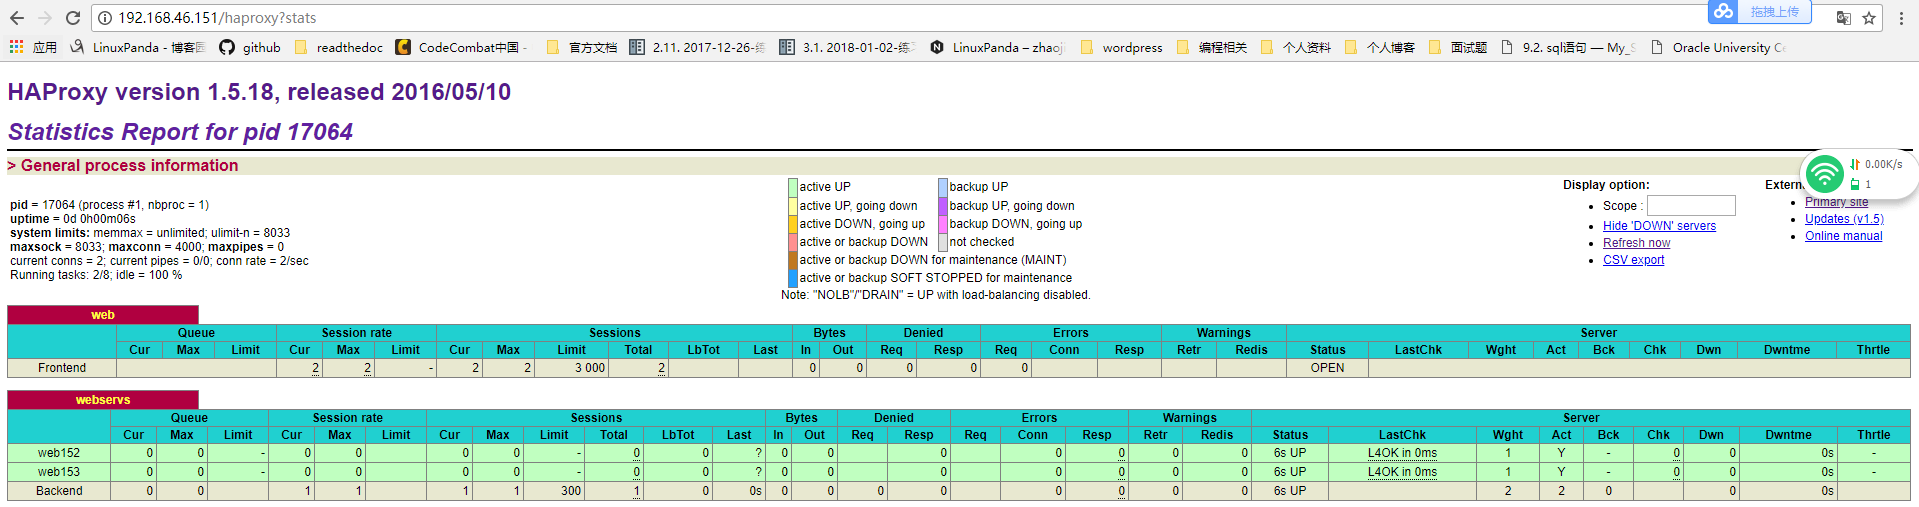 192.168.46.151/haproxy?stats
拖拽上传
应用 LinuxPanda - 博客园 github readthedoc CodeCombat中国 - 官方文档 2.11. 2017-12-26-练 3.1. 2018-01-02-练 LinuxPanda – zhaoji wordpress 编程相关 个人资料 个人博客 面试题 9.2. sql语句 — My_S Oracle University Ce
HAProxy version 1.5.18, released 2016/05/10
Statistics Report for pid 17064
> General process information
0.00K/s
1
pid = 17064 (process #1, nbproc = 1)
uptime = 0d 0h00m06s
system limits: memmax = unlimited; ulimit-n = 8033
maxsock = 8033; maxconn = 4000; maxpipes = 0
current conns = 2; current pipes = 0/0; conn rate = 2/sec
Running tasks: 2/8; idle = 100 %
active UP backup UP
active UP, going down backup UP, going down
active DOWN, going up backup DOWN, going up
active or backup DOWN not checked
active or backup DOWN for maintenance (MAINT)
active or backup SOFT STOPPED for maintenance
Note: "NOLB"/"DRAIN" = UP with load-balancing disabled.
Display option:
Scope :
Hide 'DOWN' servers
Refresh now
CSV export
Extern
Primary site
Updates (v1.5)
Online manual
web
Queue Session rate Sessions Bytes Denied Errors Warnings Server
Cur Max Limit Cur Max Limit Cur Max Limit Total LbTot Last In Out Req Resp Req Conn Resp Retr Redis Status LastChk Wght Act Bck Chk Dwn Dwntme Thrtle
Frontend 2 2 - 2 2 3 000 2 0 0 0 0 0 OPEN
webservs
Queue Session rate Sessions Bytes Denied Errors Warnings Server
Cur Max Limit Cur Max Limit Cur Max Limit Total LbTot Last In Out Req Resp Req Conn Resp Retr Redis Status LastChk Wght Act Bck Chk Dwn Dwntme Thrtle
web152 0 0 - 0 0 0 0 - 0 0 ? 0 0 0 0 0 0 0 6s UP L4OK in 0ms 1 Y - 0 0 0s -
web153 0 0 - 0 0 0 0 - 0 0 ? 0 0 0 0 0 0 0 6s UP L4OK in 0ms 1 Y - 0 0 0s -
Backend 0 0 1 1 1 1 300 1 0 0s 0 0 0 0 0 0 0 0 6s UP 2 2 0 0 0s